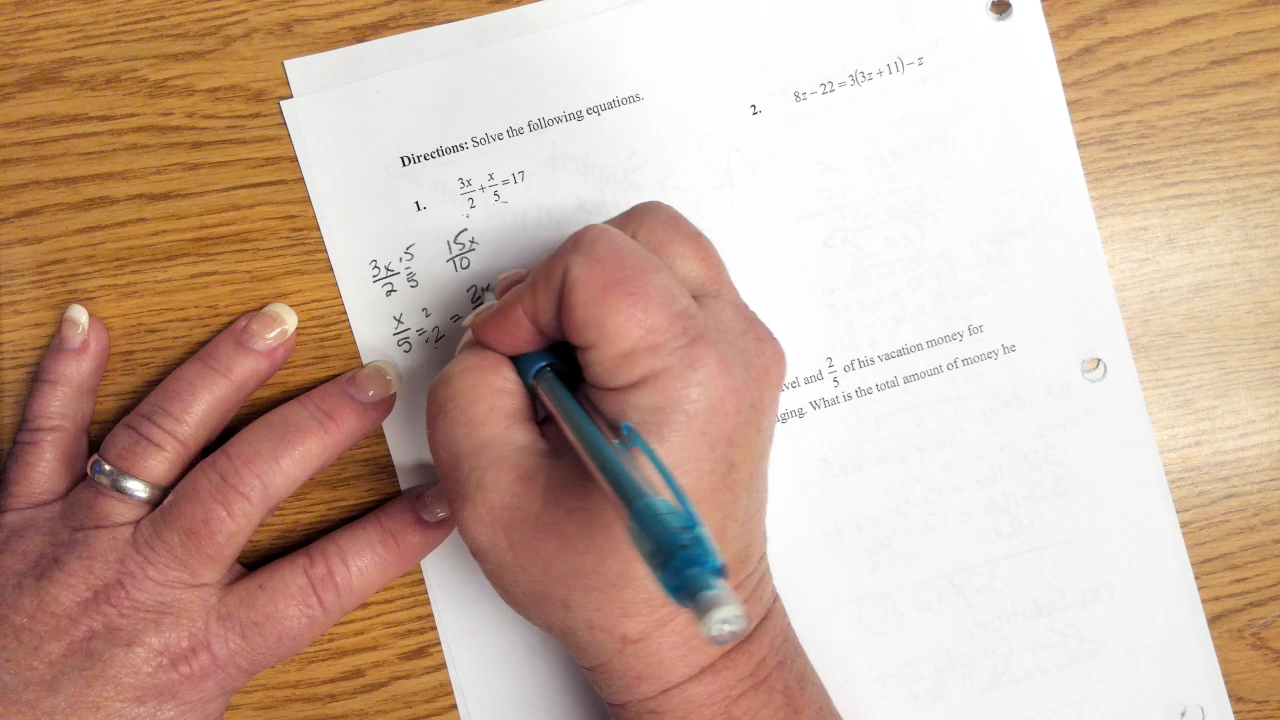 Directions: Solve the following equations.
1. 3x/2 + x/5 = 17
2. 8z − 22 = 3(3z + 11) − z
3x/2 · 5/5 15x/10
x/5 = · 2/2 = 2x
and 2/5 of his vacation money for
What is the total amount of money he